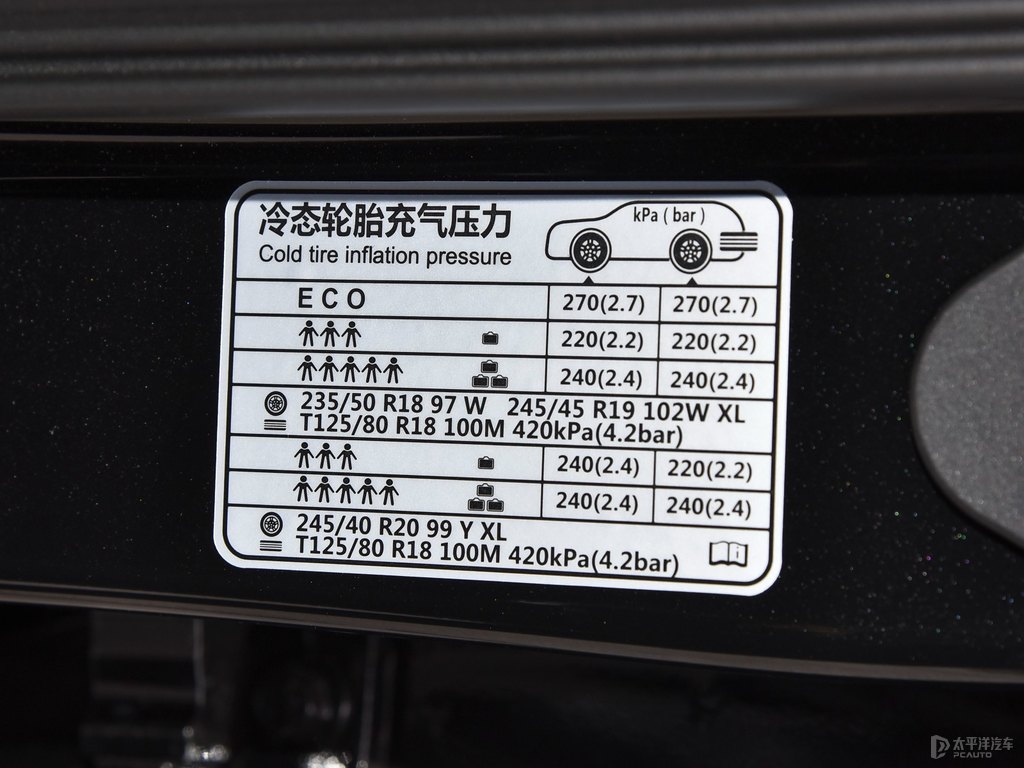 冷态轮胎充气压力
Cold tire inflation pressure
kPa ( bar )
ECO 270(2.7) 270(2.7)
220(2.2) 220(2.2)
240(2.4) 240(2.4)
235/50 R18 97 W 245/45 R19 102W XL
T125/80 R18 100M 420kPa(4.2bar)
240(2.4) 220(2.2)
240(2.4) 240(2.4)
245/40 R20 99 Y XL
T125/80 R18 100M 420kPa(4.2bar)
i
太平洋汽车
PCAUTO